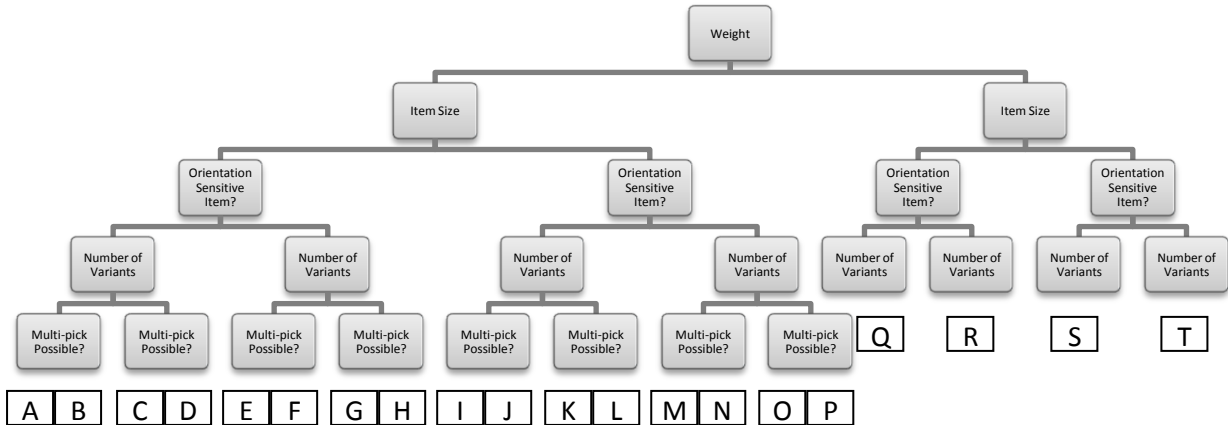 Weight
Item Size
Item Size
Orientation
Sensitive
Item?
Orientation
Sensitive
Item?
Orientation
Sensitive
Item?
Orientation
Sensitive
Item?
Number of
Variants
Number of
Variants
Number of
Variants
Number of
Variants
Number of
Variants
Number of
Variants
Number of
Variants
Number of
Variants
Multi-pick
Possible?
Multi-pick
Possible?
Multi-pick
Possible?
Multi-pick
Possible?
Multi-pick
Possible?
Multi-pick
Possible?
Multi-pick
Possible?
Multi-pick
Possible?
Q R S T
A B C D E F G H I J K L M N O P